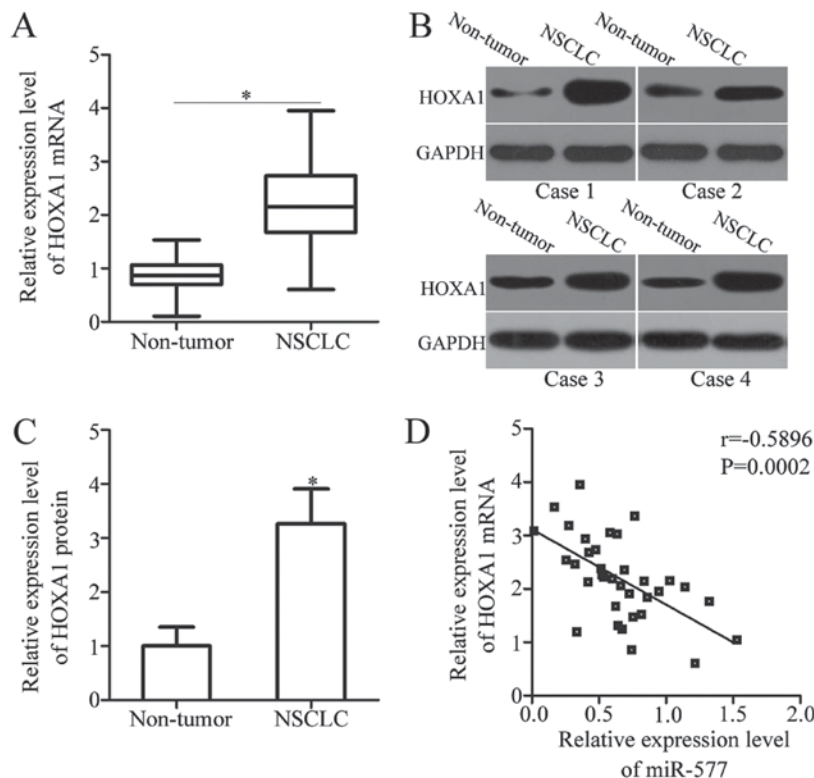 A
Relative expression level
of HOXA1 mRNA
5
4
3
2
1
0
*
Non-tumor
NSCLC
B
Non-tumor
NSCLC
Non-tumor
NSCLC
HOXA1
GAPDH
Case 1
Case 2
Non-tumor
NSCLC
Non-tumor
NSCLC
HOXA1
GAPDH
Case 3
Case 4
C
Relative expression level
of HOXA1 protein
5
4
3
2
1
0
*
Non-tumor
NSCLC
D
Relative expression level
of HOXA1 mRNA
5
4
3
2
1
0
r=-0.5896
P=0.0002
0.0
0.5
1.0
1.5
2.0
Relative expression level
of miR-577